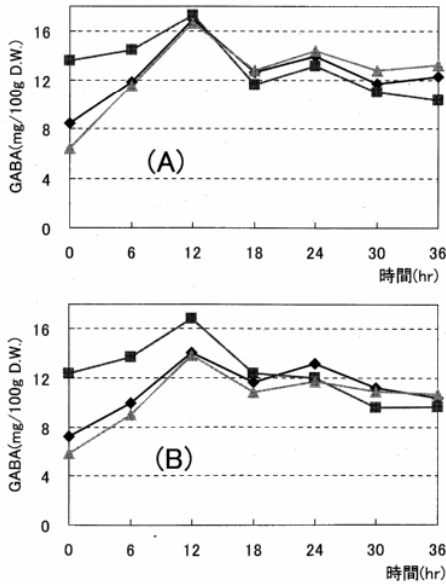 GABA(mg/100g D.W.)
16
12
8
4
0
(A)
0 6 12 18 24 30 36
時間(hr)
GABA(mg/100g D.W.)
16
12
8
4
0
(B)
0 6 12 18 24 30 36
時間(hr)